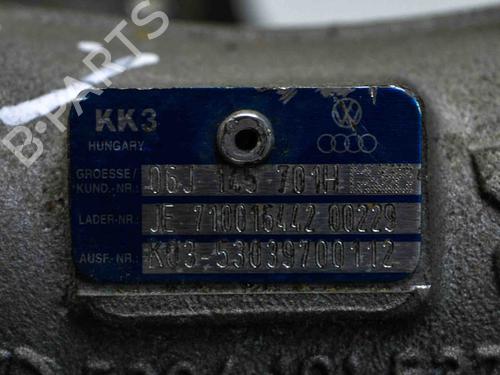 B-PARTS
KK3
HUNGARY
GROESSE/
KUND.-NR.: 06J 145 701H
LADER-NR.: JE 710016442 00229
AUSF.-NR.: K03-53039700112